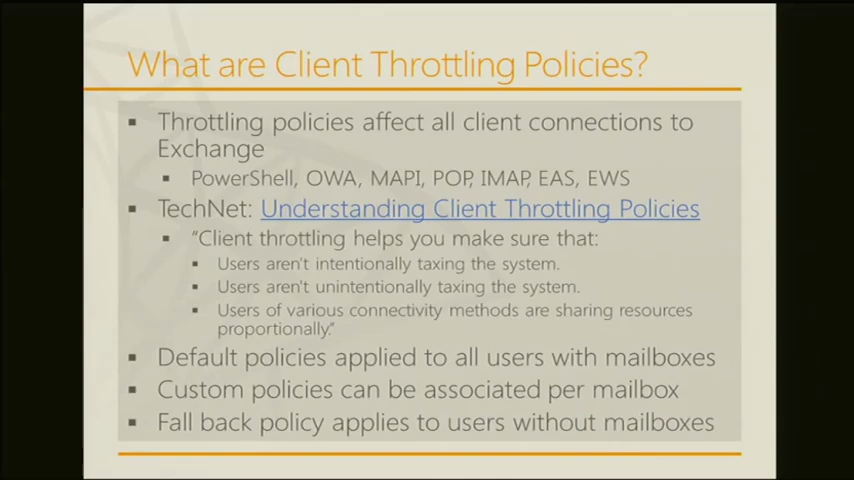 What are Client Throttling Policies?
Throttling policies affect all client connections to
Exchange
PowerShell, OWA, MAPI, POP, IMAP, EAS, EWS
TechNet: Understanding Client Throttling Policies
“Client throttling helps you make sure that:
Users aren't intentionally taxing the system.
Users aren't unintentionally taxing the system.
Users of various connectivity methods are sharing resources
proportionally.”
Default policies applied to all users with mailboxes
Custom policies can be associated per mailbox
Fall back policy applies to users without mailboxes